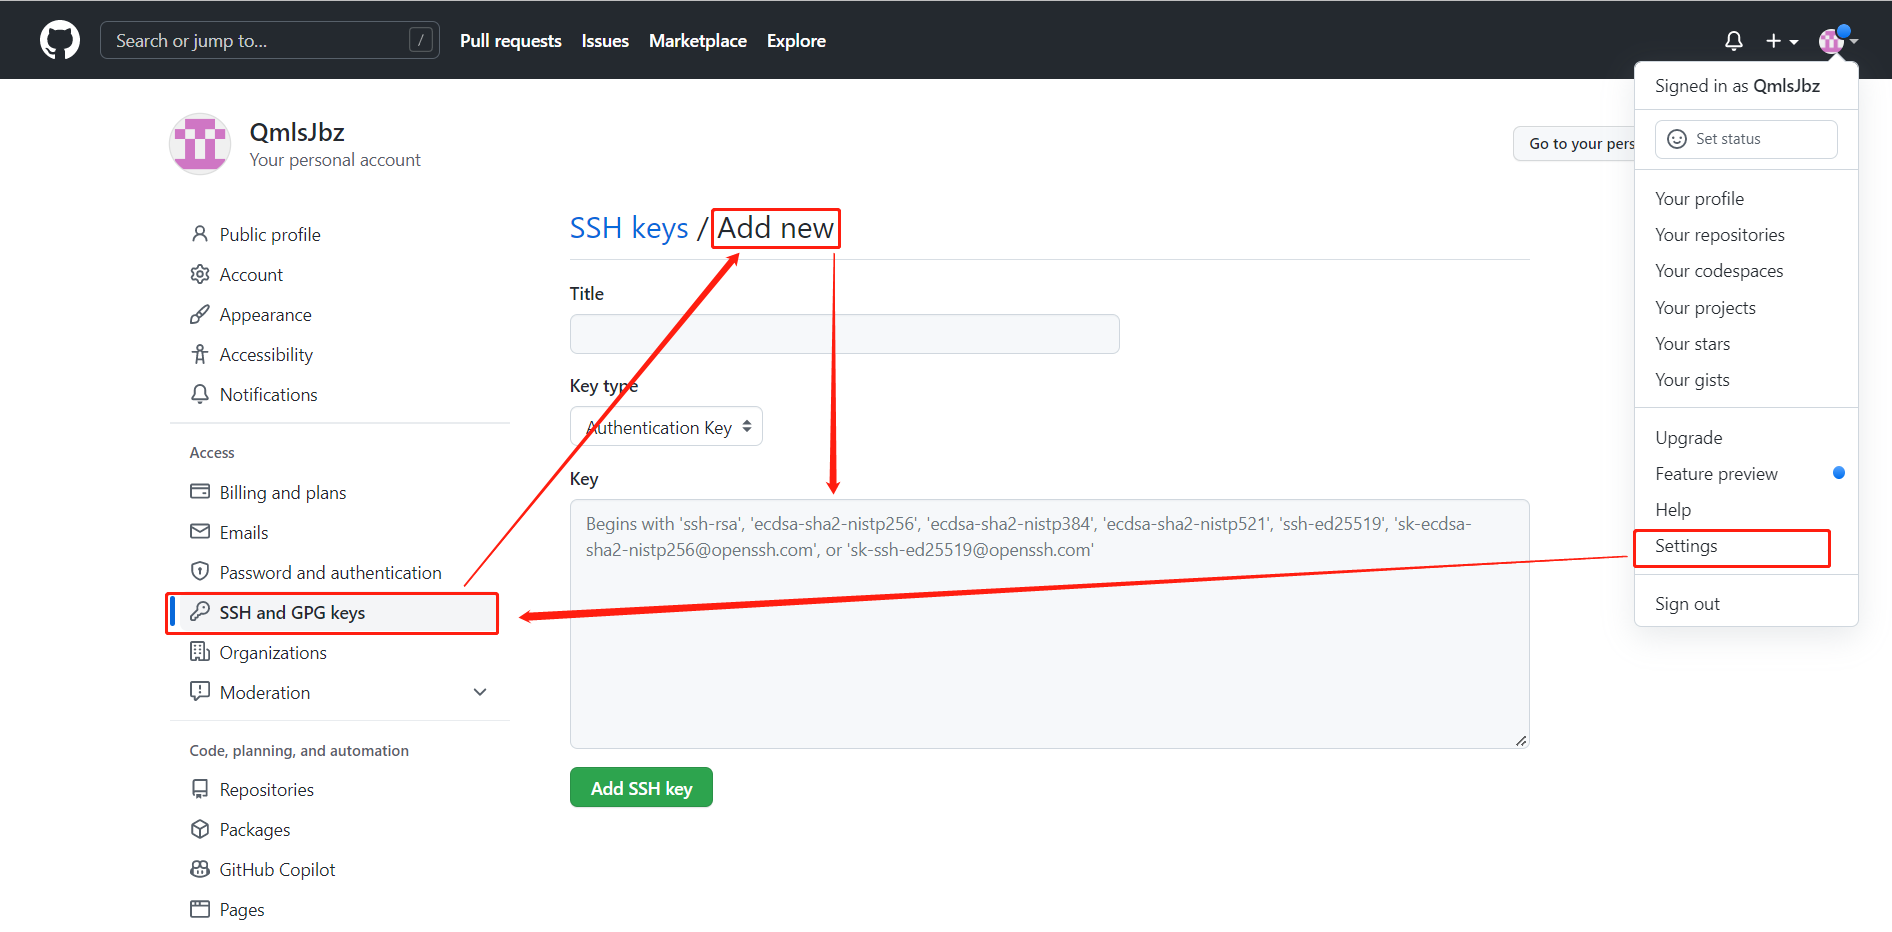 Search or jump to...
/
Pull requests
Issues
Marketplace
Explore
Signed in as QmlsJbz
Set status
Your profile
Your repositories
Your codespaces
Your projects
Your stars
Your gists
Upgrade
Feature preview
Help
Settings
Sign out
QmlsJbz
Your personal account
Go to your pers
Public profile
Account
Appearance
Accessibility
Notifications
Access
Billing and plans
Emails
Password and authentication
SSH and GPG keys
Organizations
Moderation
Code, planning, and automation
Repositories
Packages
GitHub Copilot
Pages
SSH keys / Add new
Title
Key type
Authentication Key
Key
Begins with 'ssh-rsa', 'ecdsa-sha2-nistp256', 'ecdsa-sha2-nistp384', 'ecdsa-sha2-nistp521', 'ssh-ed25519', 'sk-ecdsa-
sha2-nistp256@openssh.com', or 'sk-ssh-ed25519@openssh.com'
Add SSH key